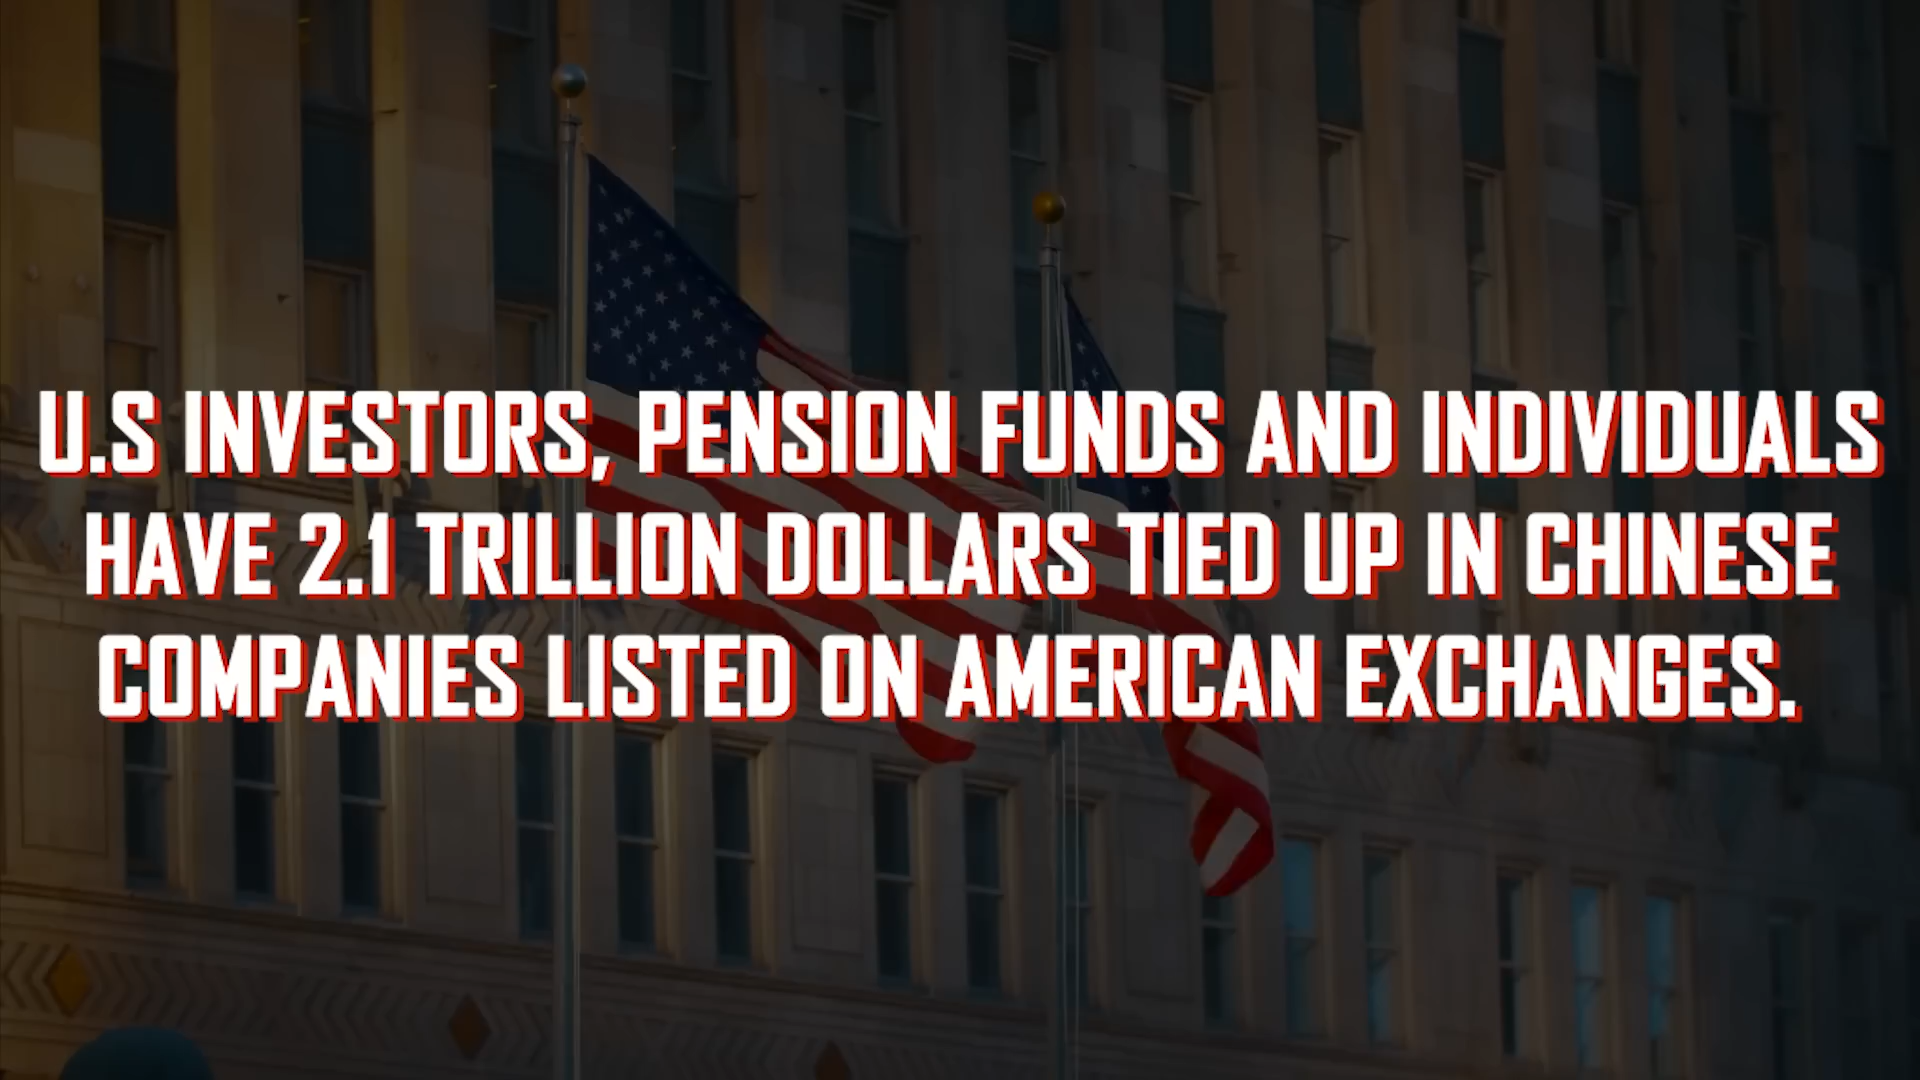 U.S INVESTORS, PENSION FUNDS AND INDIVIDUALS
HAVE 2.1 TRILLION DOLLARS TIED UP IN CHINESE
COMPANIES LISTED ON AMERICAN EXCHANGES.